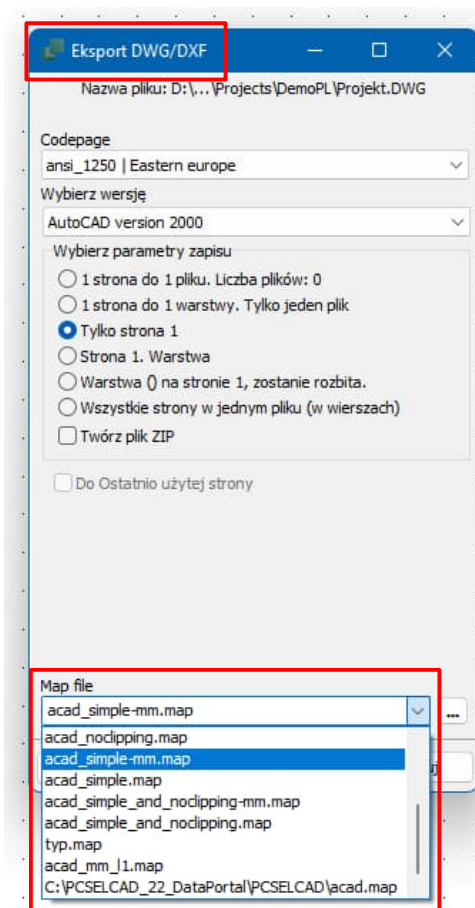 Eksport DWG/DXF
Nazwa pliku: D:\...\Projects\DemoPL\Projekt.DWG
Codepage
ansi_1250 | Eastern europe
Wybierz wersję
AutoCAD version 2000
Wybierz parametry zapisu
1 strona do 1 pliku. Liczba plików: 0
1 strona do 1 warstwy. Tylko jeden plik
Tylko strona 1
Strona 1. Warstwa
Warstwa () na stronie 1, zostanie rozbita.
Wszystkie strony w jednym pliku (w wierszach)
Twórz plik ZIP
Do Ostatnio użytej strony
Map file
acad_simple-mm.map
...
acad_noclipping.map
acad_simple-mm.map
acad_simple.map
acad_simple_and_noclipping-mm.map
acad_simple_and_noclipping.map
typ.map
acad_mm_l1.map
C:\PCSELCAD_22_DataPortal\PCSELCAD\acad.map